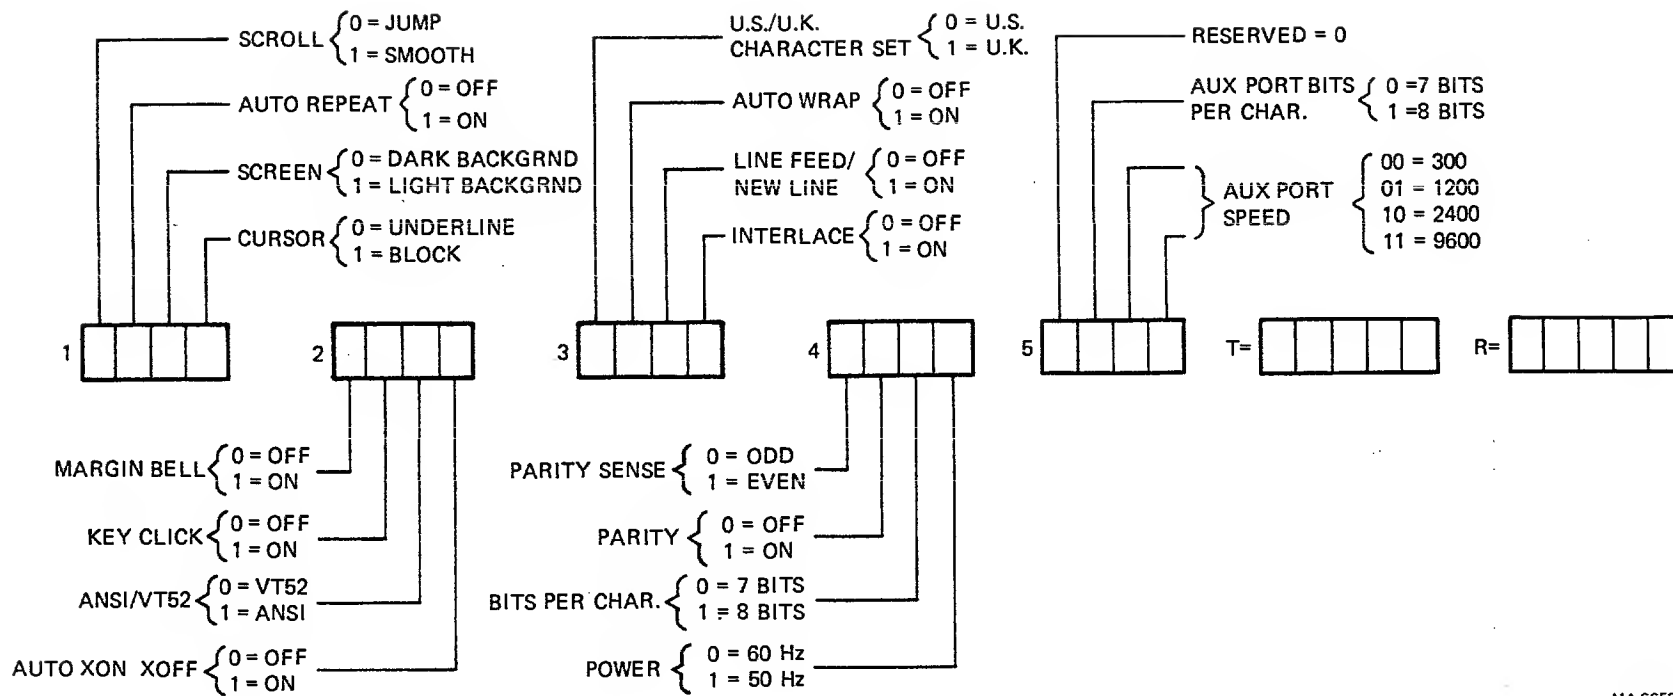 SCROLL { 0 = JUMP
1 = SMOOTH
AUTO REPEAT { 0 = OFF
1 = ON
SCREEN { 0 = DARK BACKGRND
1 = LIGHT BACKGRND
CURSOR { 0 = UNDERLINE
1 = BLOCK
U.S./U.K.
CHARACTER SET { 0 = U.S.
1 = U.K.
AUTO WRAP { 0 = OFF
1 = ON
LINE FEED/
NEW LINE { 0 = OFF
1 = ON
INTERLACE { 0 = OFF
1 = ON
RESERVED = 0
AUX PORT BITS
PER CHAR. { 0 =7 BITS
1 =8 BITS
AUX PORT
SPEED { 00 = 300
01 = 1200
10 = 2400
11 = 9600
1
2
3
4
5
T=
R=
MARGIN BELL { 0 = OFF
1 = ON
KEY CLICK { 0 = OFF
1 = ON
ANSI/VT52 { 0 = VT52
1 = ANSI
AUTO XON XOFF { 0 = OFF
1 = ON
PARITY SENSE { 0 = ODD
1 = EVEN
PARITY { 0 = OFF
1 = ON
BITS PER CHAR. { 0 = 7 BITS
1 = 8 BITS
POWER { 0 = 60 Hz
1 = 50 Hz